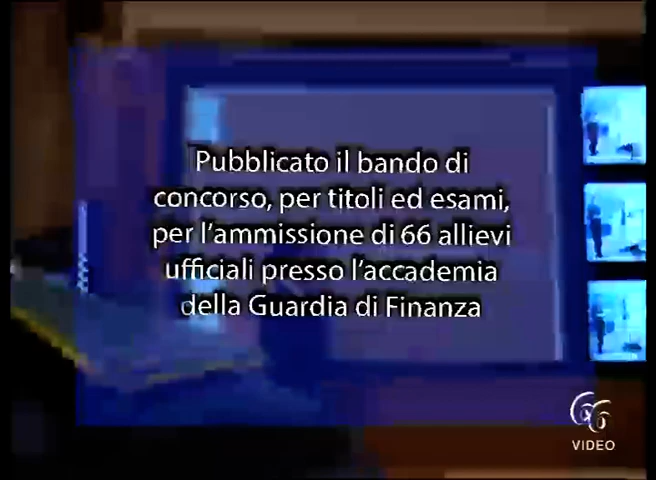 Pubblicato il bando di
concorso, per titoli ed esami,
per l'ammissione di 66 allievi
ufficiali presso l'accademia
della Guardia di Finanza
66
VIDEO